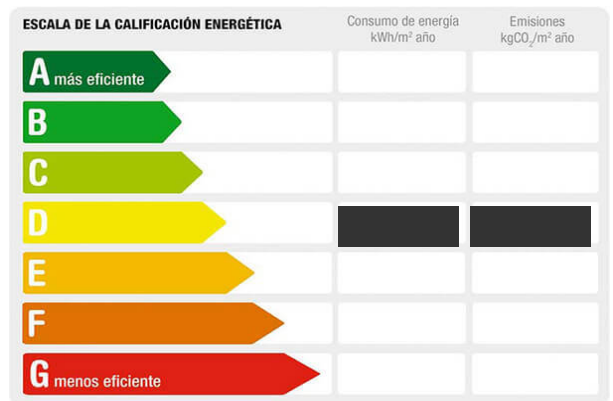 ESCALA DE LA CALIFICACIÓN ENERGÉTICA
Consumo de energía
kWh/m² año
Emisiones
kgCO₂/m² año
A más eficiente
B
C
D
E
F
G menos eficiente